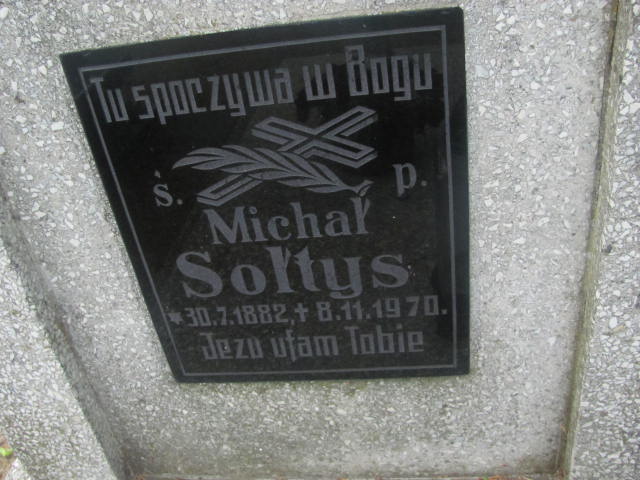 Tu spoczywa w Bogu
ś. p.
Michał
Sołtys
*30.7.1882,+ 8.11.1970.
Jezu ufam Tobie